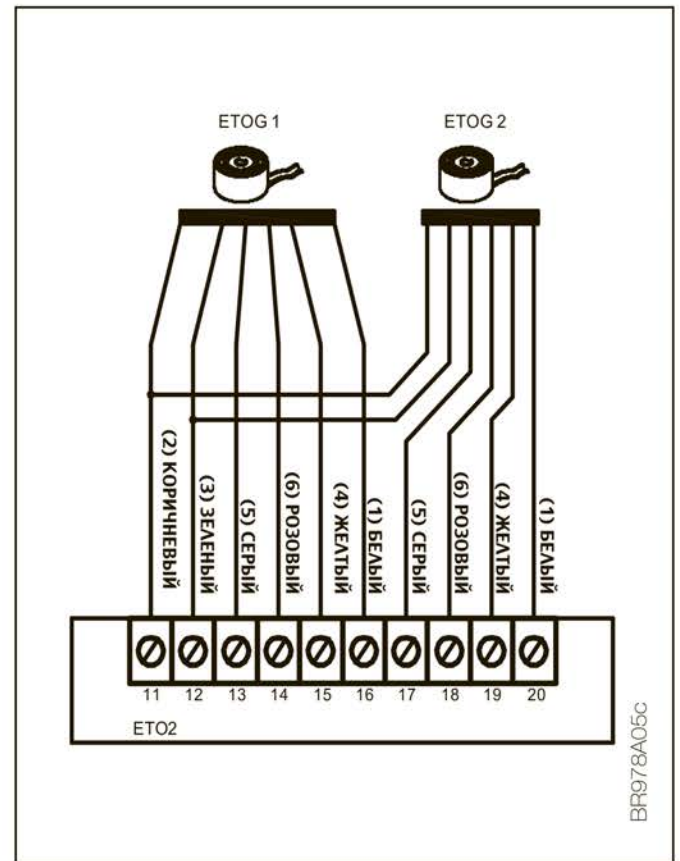 ETOG 1
ETOG 2
(2) КОРИЧНЕВЫЙ
(3) ЗЕЛЕНЫЙ
(5) СЕРЫЙ
(6) РОЗОВЫЙ
(4) ЖЕЛТЫЙ
(1) БЕЛЫЙ
(5) СЕРЫЙ
(6) РОЗОВЫЙ
(4) ЖЕЛТЫЙ
(1) БЕЛЫЙ
11 12 13 14 15 16 17 18 19 20
ETO2
BR978A05c